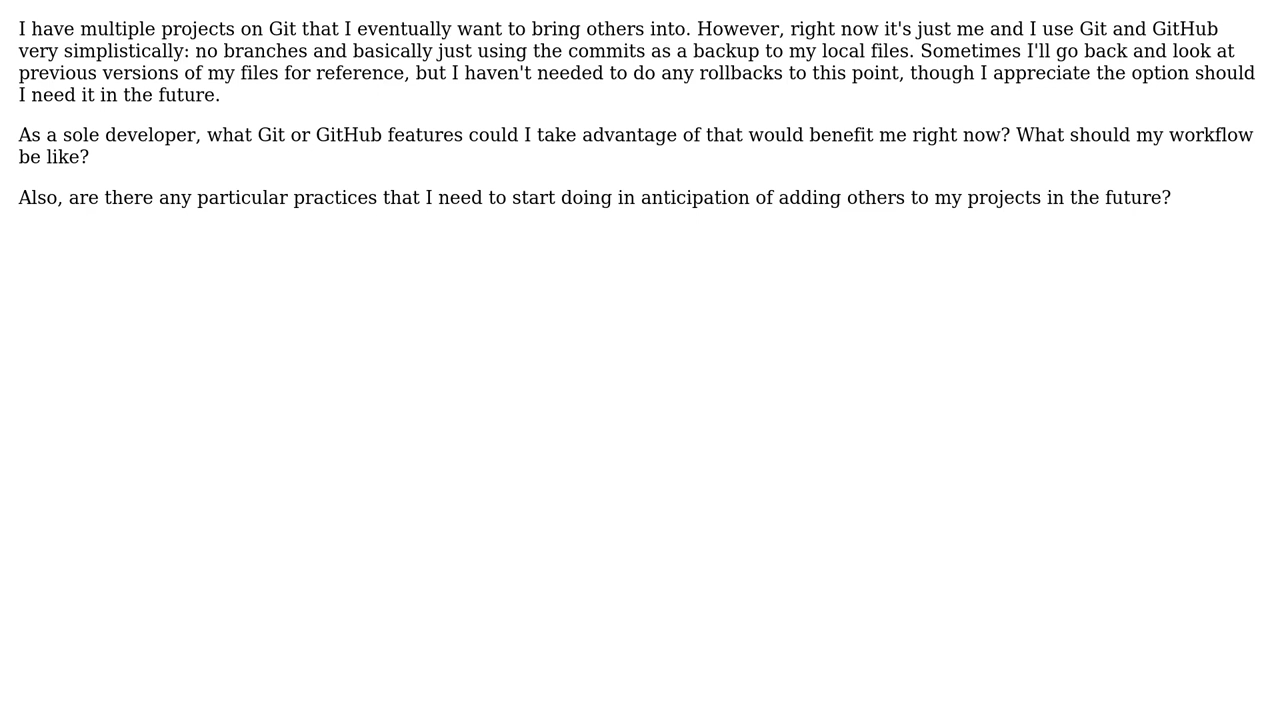 I have multiple projects on Git that I eventually want to bring others into. However, right now it's just me and I use Git and GitHub
very simplistically: no branches and basically just using the commits as a backup to my local files. Sometimes I'll go back and look at
previous versions of my files for reference, but I haven't needed to do any rollbacks to this point, though I appreciate the option should
I need it in the future.
As a sole developer, what Git or GitHub features could I take advantage of that would benefit me right now? What should my workflow
be like?
Also, are there any particular practices that I need to start doing in anticipation of adding others to my projects in the future?